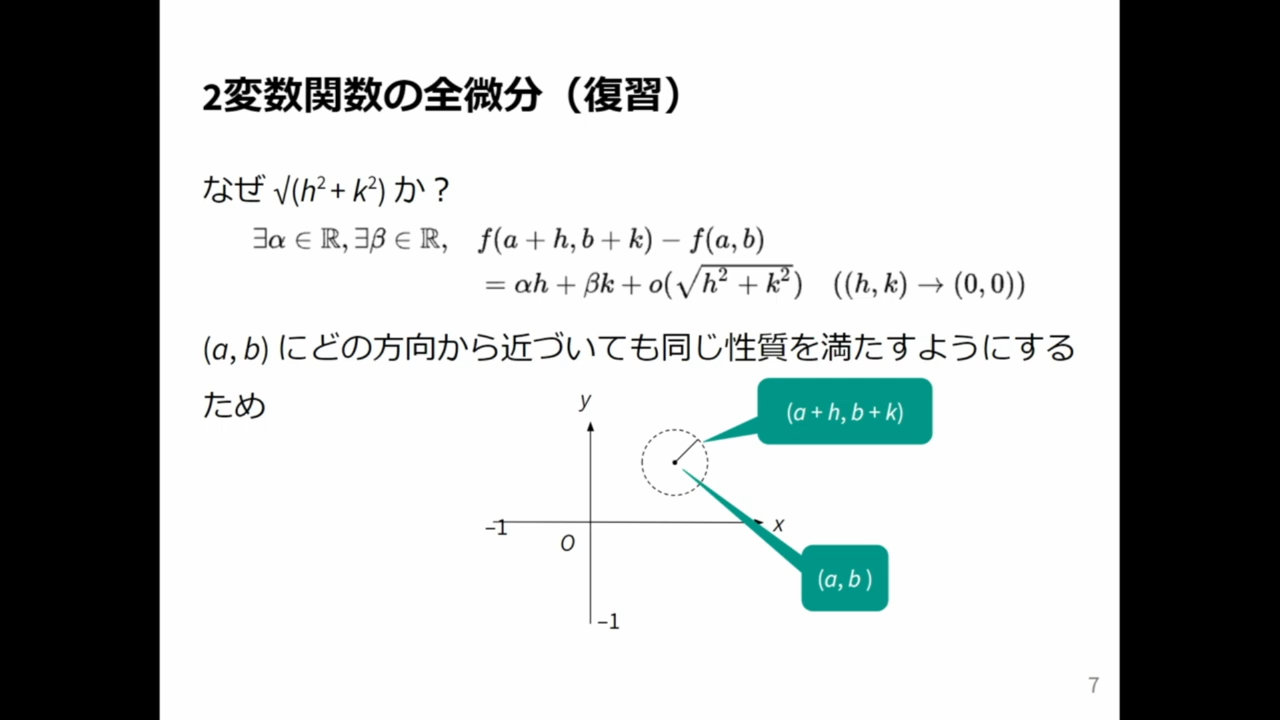 2変数関数の全微分（復習）
なぜ √(h² + k²) か？
∃α ∈ ℝ, ∃β ∈ ℝ, f(a + h, b + k) − f(a, b)
= αh + βk + o(√(h² + k²)) ((h, k) → (0, 0))
(a, b) にどの方向から近づいても同じ性質を満たすようにする
ため
y
(a + h, b + k)
−1
x
O
(a, b )
−1
7